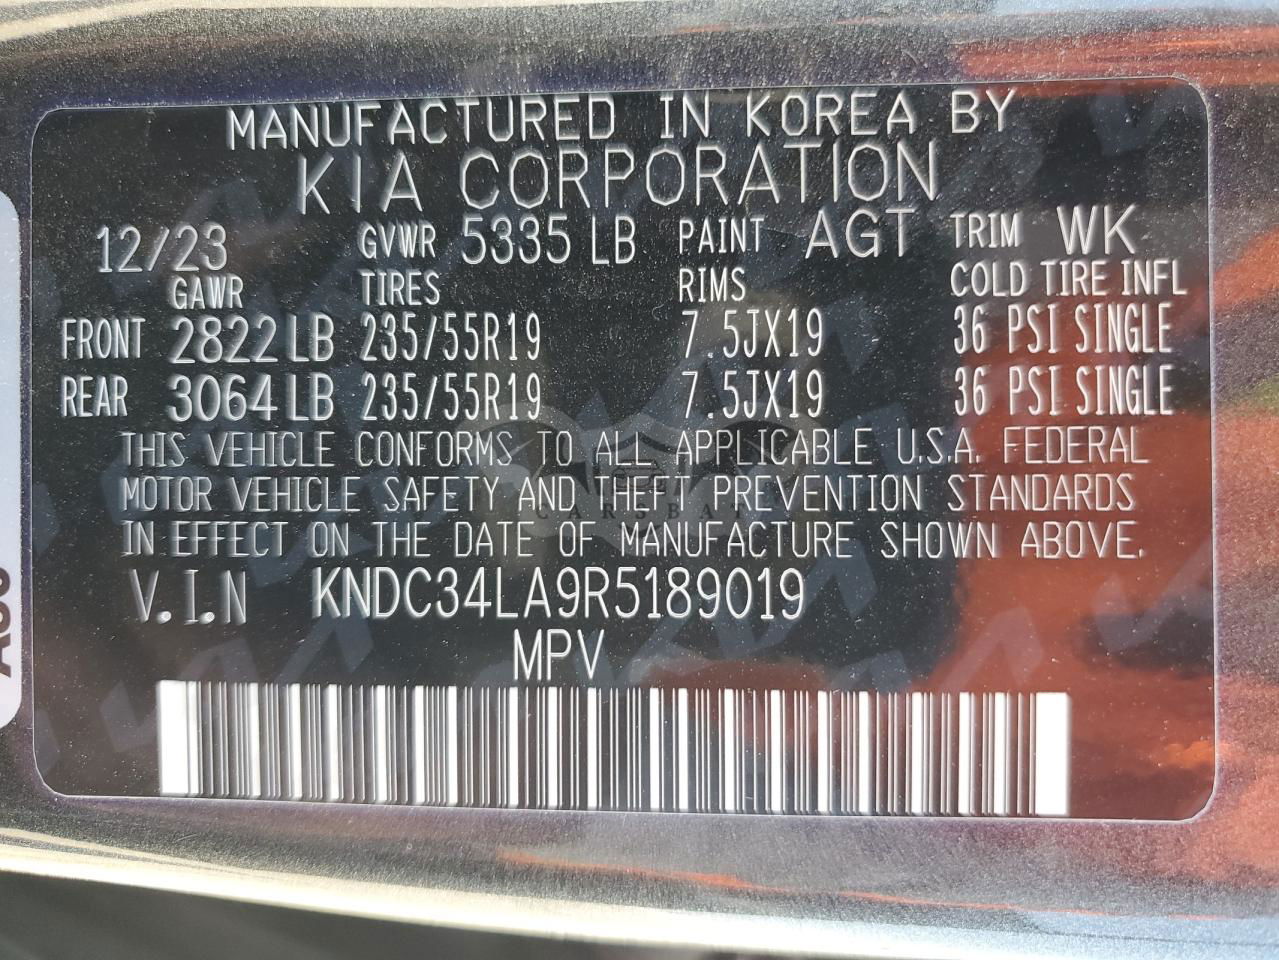 MANUFACTURED IN KOREA BY
KIA CORPORATION
12/23 GVWR 5335 LB PAINT AGT TRIM WK
GAWR TIRES RIMS COLD TIRE INFL
FRONT 2822 LB 235/55R19 7.5JX19 36 PSI SINGLE
REAR 3064 LB 235/55R19 7.5JX19 36 PSI SINGLE
THIS VEHICLE CONFORMS TO ALL APPLICABLE U.S.A. FEDERAL
MOTOR VEHICLE SAFETY AND THEFT PREVENTION STANDARDS
IN EFFECT ON THE DATE OF MANUFACTURE SHOWN ABOVE.
V.I.N KNDC34LA9R5189019
MPV